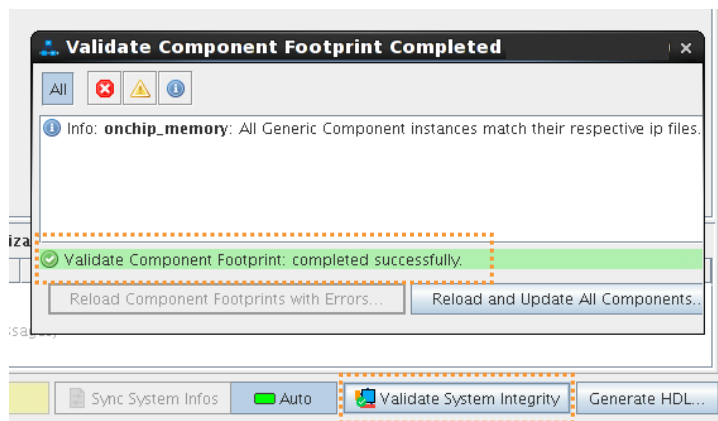 Validate Component Footprint Completed
All
Info: onchip_memory: All Generic Component instances match their respective ip files.
iza
Validate Component Footprint: completed successfully.
Reload Component Footprints with Errors...
Reload and Update All Components..
Sync System Infos
Auto
Validate System Integrity
Generate HDL...